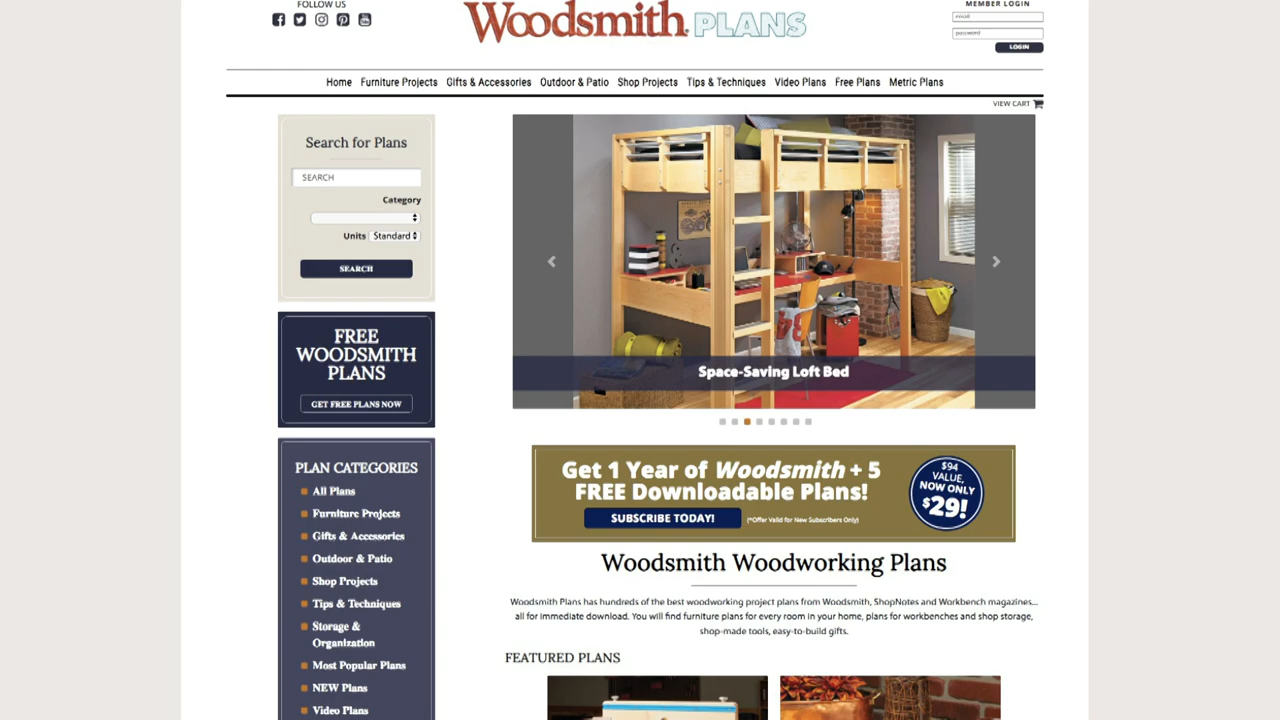 FOLLOW US
Woodsmith PLANS
MEMBER LOGIN
email
password
LOGIN
Home Furniture Projects Gifts & Accessories Outdoor & Patio Shop Projects Tips & Techniques Video Plans Free Plans Metric Plans
VIEW CART
Search for Plans
SEARCH
Category
Units Standard
SEARCH
FREE
WOODSMITH
PLANS
GET FREE PLANS NOW
PLAN CATEGORIES
All Plans
Furniture Projects
Gifts & Accessories
Outdoor & Patio
Shop Projects
Tips & Techniques
Storage &
Organization
Most Popular Plans
NEW Plans
Video Plans
Space-Saving Loft Bed
Get 1 Year of Woodsmith + 5
FREE Downloadable Plans!
SUBSCRIBE TODAY! (*Offer Valid for New Subscribers Only)
$94
VALUE,
NOW ONLY
$29!
Woodsmith Woodworking Plans
Woodsmith Plans has hundreds of the best woodworking project plans from Woodsmith, ShopNotes and Workbench magazines...
all for immediate download. You will find furniture plans for every room in your home, plans for workbenches and shop storage,
shop-made tools, easy-to-build gifts.
FEATURED PLANS